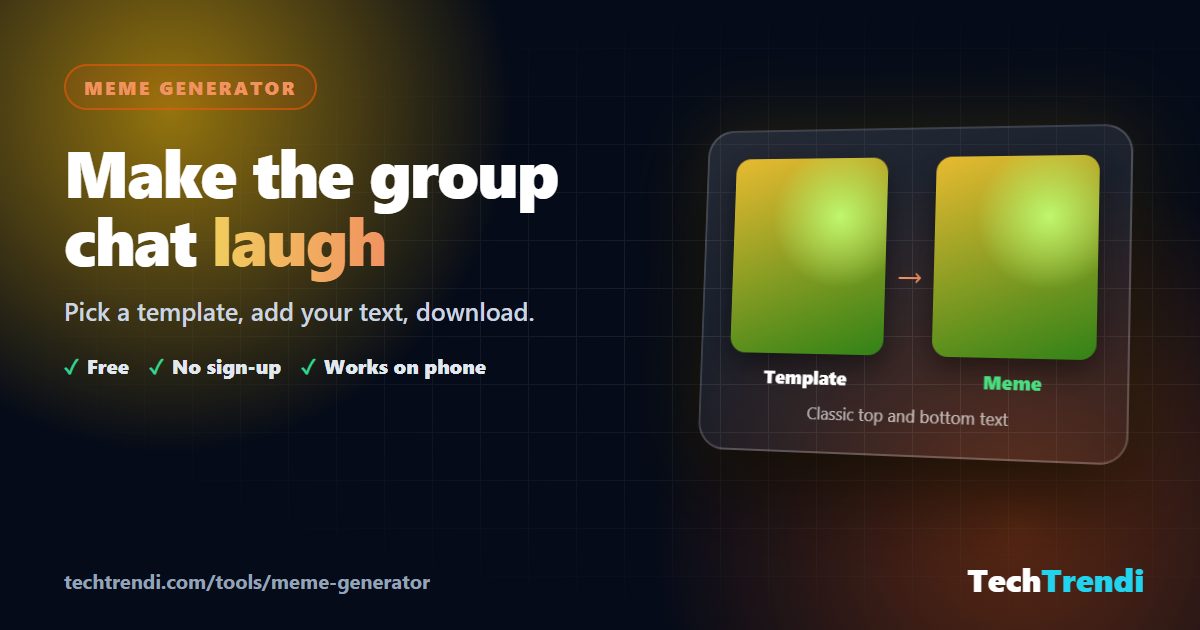 MEME GENERATOR
Make the group
chat laugh
Pick a template, add your text, download.
✓ Free ✓ No sign-up ✓ Works on phone
→
Template
Meme
Classic top and bottom text
techtrendi.com/tools/meme-generator
TechTrendi